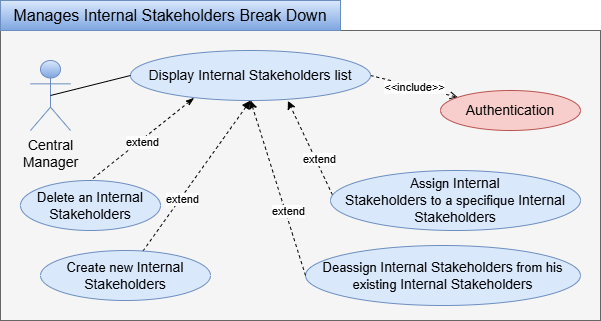 Manages Internal Stakeholders Break Down
Display Internal Stakeholders list
<<include>>
Authentication
Central
Manager
extend
extend
extend
extend
Delete an Internal
Stakeholders
Assign Internal
Stakeholders to a specifique Internal
Stakeholders
Create new Internal
Stakeholders
Deassign Internal Stakeholders from his
existing Internal Stakeholders